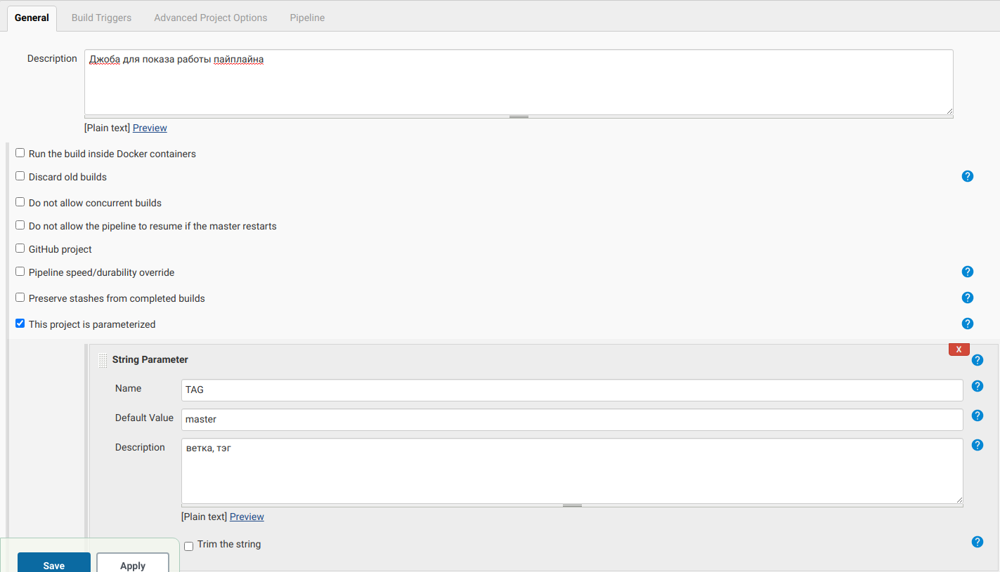 General Build Triggers Advanced Project Options Pipeline
Description Джоба для показа работы пайплайна
[Plain text] Preview
Run the build inside Docker containers
Discard old builds ?
Do not allow concurrent builds
Do not allow the pipeline to resume if the master restarts
GitHub project
Pipeline speed/durability override ?
Preserve stashes from completed builds ?
This project is parameterized ?
X
String Parameter ?
Name TAG ?
Default Value master ?
Description ветка, тэг ?
[Plain text] Preview
Trim the string ?
Save Apply